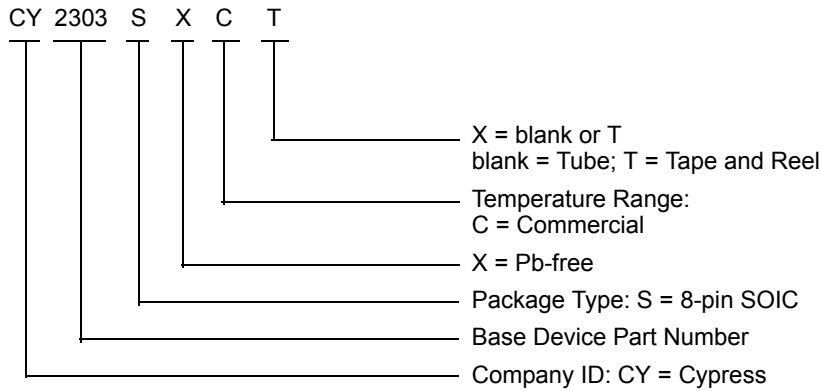 CY 2303 S X C T
X = blank or T
blank = Tube; T = Tape and Reel
Temperature Range:
C = Commercial
X = Pb-free
Package Type: S = 8-pin SOIC
Base Device Part Number
Company ID: CY = Cypress